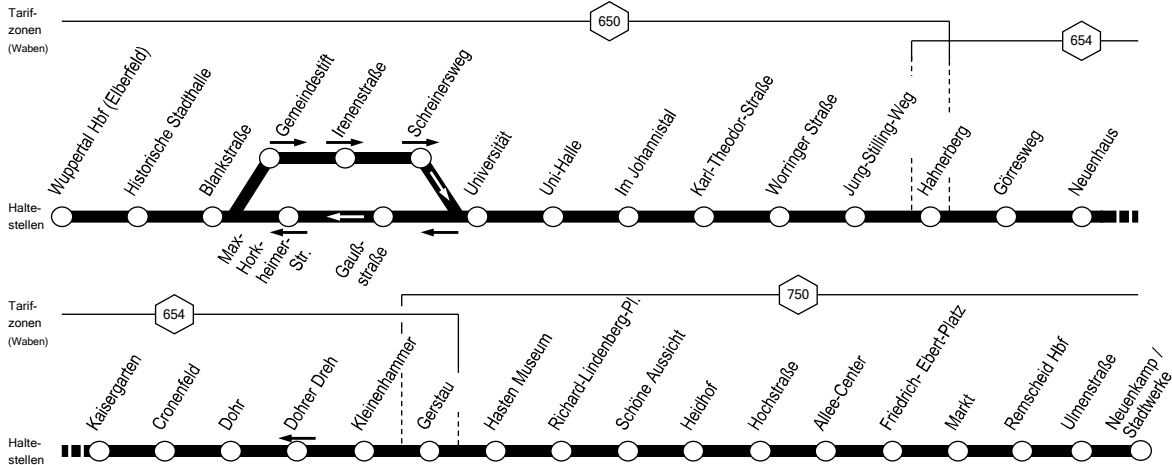 Tarif-
zonen
(Waben)
650
654
Wuppertal Hbf (Elberfeld)
Historische Stadthalle
Blankstraße
Gemeindestift
Irenenstraße
Schreinersweg
Universität
Uni-Halle
Im Johannistal
Karl-Theodor-Straße
Worringer Straße
Jung-Stilling-Weg
Hahnerberg
Görresweg
Neuenhaus
Halte-
stellen
Max-
Hork-
heimer-
Str.
Gauß-
straße
Tarif-
zonen
(Waben)
654
750
Kaisergarten
Cronenfeld
Dohr
Dohrer Dreh
Kleinenhammer
Gerstau
Hasten Museum
Richard-Lindenberg-Pl.
Schöne Aussicht
Heidhof
Hochstraße
Allee-Center
Friedrich- Ebert-Platz
Markt
Remscheid Hbf
Ulmenstraße
Neuenkamp /
Stadtwerke
Halte-
stellen